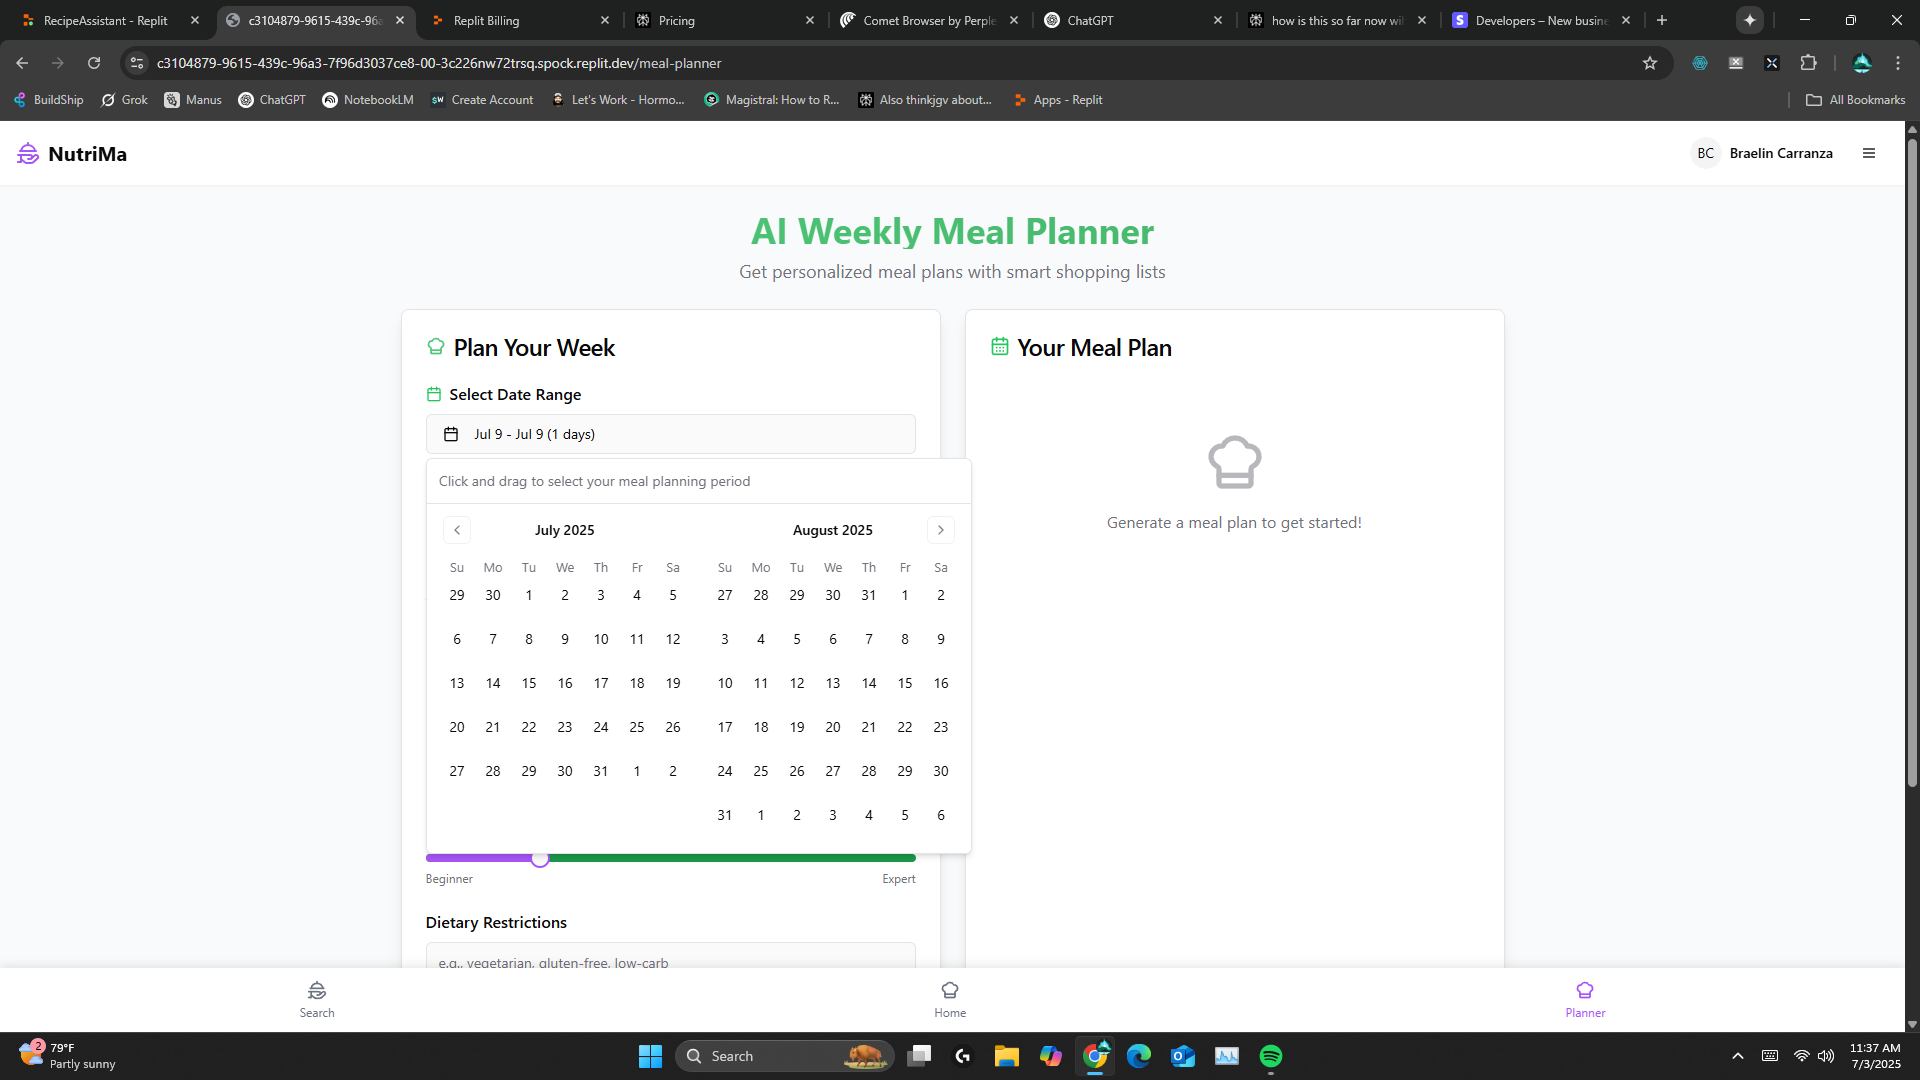 RecipeAssistant - Replit
c3104879-9615-439c-96a
Replit Billing
Pricing
Comet Browser by Perple
ChatGPT
how is this so far now wi
Developers – New busine
c3104879-9615-439c-96a3-7f96d3037ce8-00-3c226nw72trsq.spock.replit.dev/meal-planner
BuildShip
Grok
Manus
ChatGPT
NotebookLM
SW Create Account
Let's Work - Hormo...
Magistral: How to R...
Also thinkjgv about...
Apps - Replit
All Bookmarks
NutriMa
BC Braelin Carranza
AI Weekly Meal Planner
Get personalized meal plans with smart shopping lists
Plan Your Week
Select Date Range
Jul 9 - Jul 9 (1 days)
Click and drag to select your meal planning period
July 2025 August 2025
Su Mo Tu We Th Fr Sa Su Mo Tu We Th Fr Sa
29 30 1 2 3 4 5 27 28 29 30 31 1 2
6 7 8 9 10 11 12 3 4 5 6 7 8 9
13 14 15 16 17 18 19 10 11 12 13 14 15 16
20 21 22 23 24 25 26 17 18 19 20 21 22 23
27 28 29 30 31 1 2 24 25 26 27 28 29 30
31 1 2 3 4 5 6
Beginner Expert
Dietary Restrictions
e.g., vegetarian, gluten-free, low-carb
Your Meal Plan
Generate a meal plan to get started!
Search
Home
Planner
2
79°F
Partly sunny
Search
11:37 AM
7/3/2025